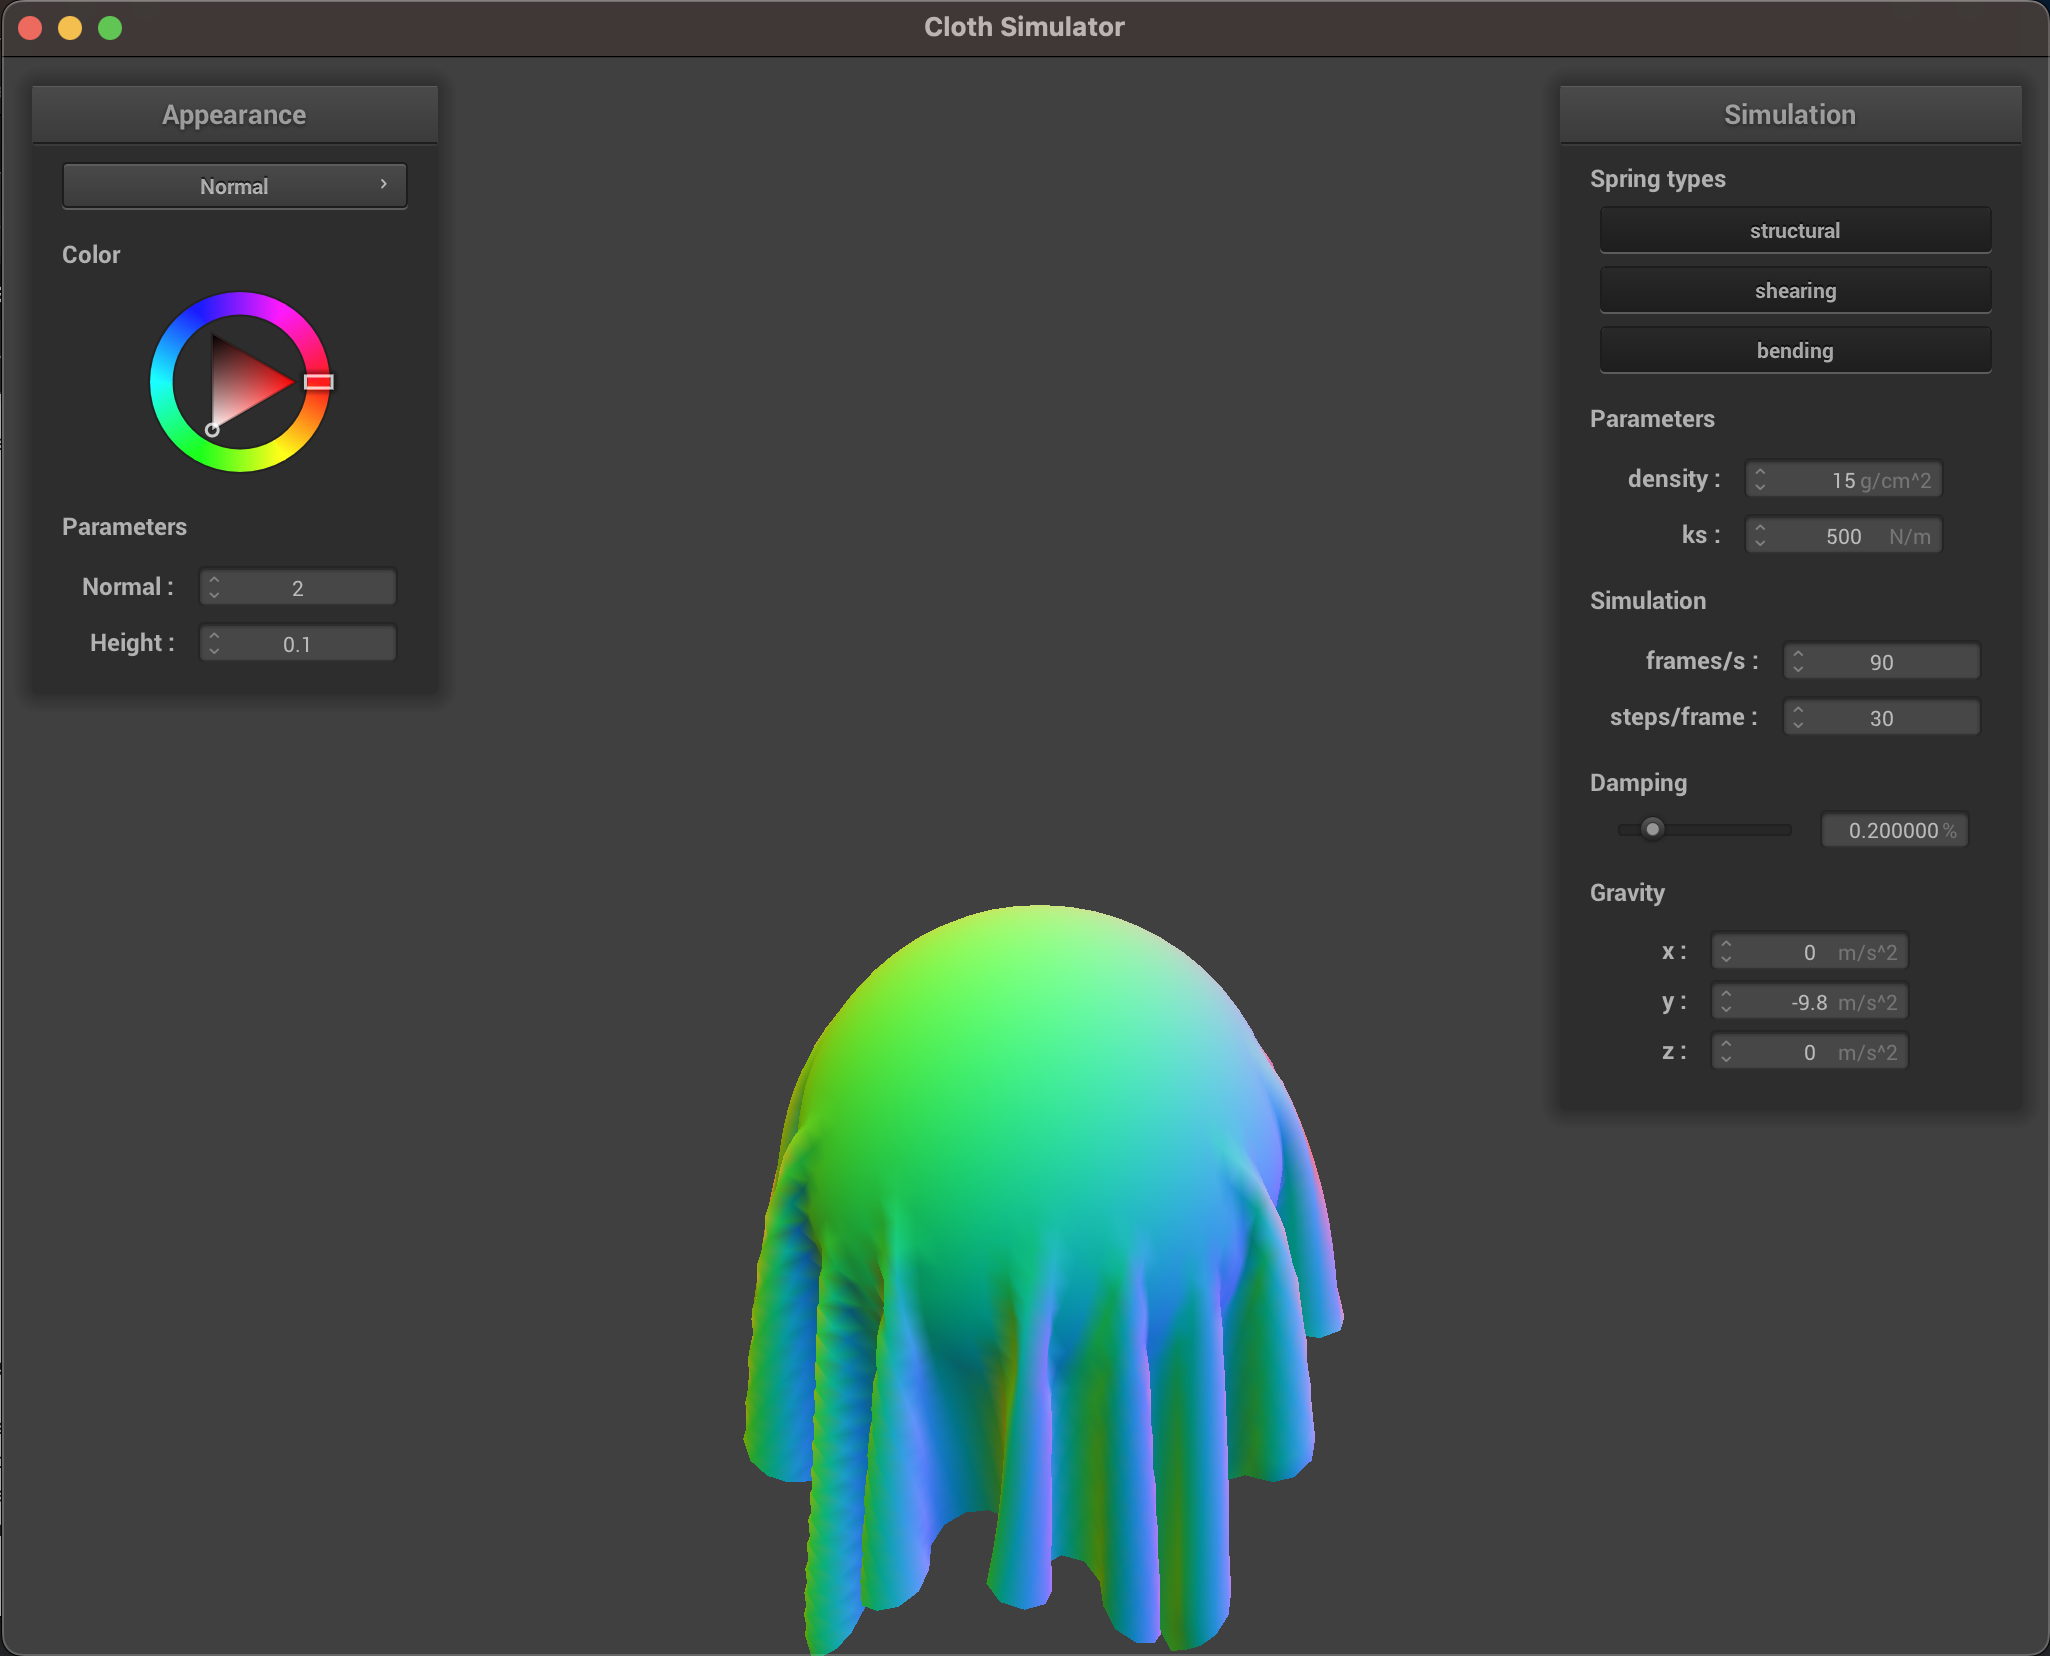 Cloth Simulator
Appearance
Normal
Color
Parameters
Normal : 2
Height : 0.1
Simulation
Spring types
structural
shearing
bending
Parameters
density : 15 g/cm^2
ks : 500 N/m
Simulation
frames/s : 90
steps/frame : 30
Damping
0.200000 %
Gravity
x : 0 m/s^2
y : -9.8 m/s^2
z : 0 m/s^2